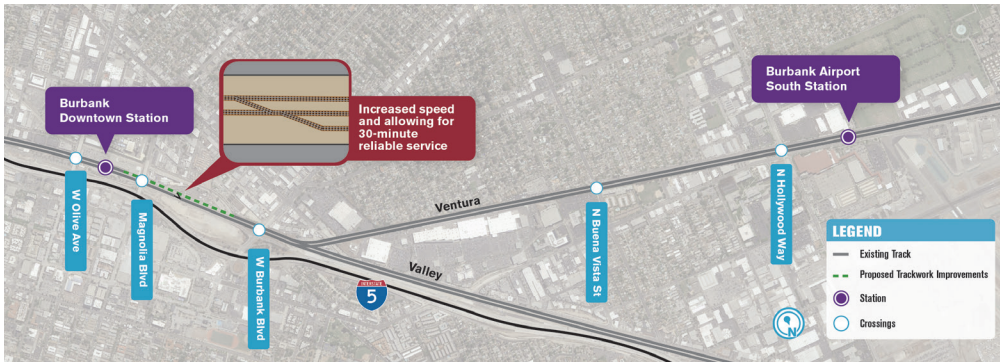 Burbank
Downtown Station
Increased speed
and allowing for
30-minute
reliable service
Burbank Airport
South Station
W Olive Ave
Magnolia Blvd
W Burbank Blvd
Ventura
Valley
INTERSTATE
5
N Buena Vista St
N Hollywood Way
LEGEND
Existing Track
Proposed Trackwork Improvements
Station
Crossings
N